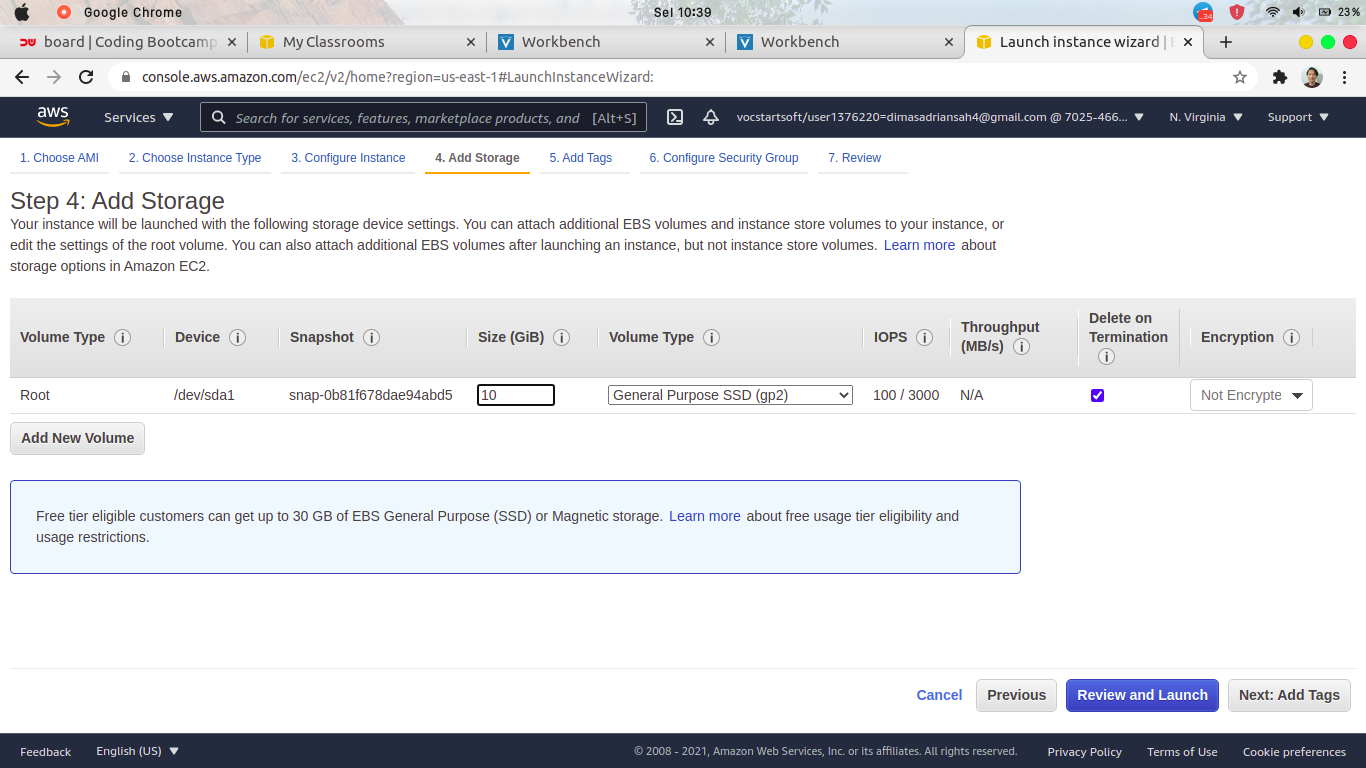 Google Chrome
Sel 10:39
34
23%
board | Coding Bootcamp
My Classrooms
Workbench
Workbench
Launch instance wizard | E
console.aws.amazon.com/ec2/v2/home?region=us-east-1#LaunchInstanceWizard:
aws
Services
Search for services, features, marketplace products, and
[Alt+S]
vocstartsoft/user1376220=dimasadriansah4@gmail.com @ 7025-466...
N. Virginia
Support
1. Choose AMI
2. Choose Instance Type
3. Configure Instance
4. Add Storage
5. Add Tags
6. Configure Security Group
7. Review
Step 4: Add Storage
Your instance will be launched with the following storage device settings. You can attach additional EBS volumes and instance store volumes to your instance, or
edit the settings of the root volume. You can also attach additional EBS volumes after launching an instance, but not instance store volumes. Learn more about
storage options in Amazon EC2.
Volume Type
Device
Snapshot
Size (GiB)
Volume Type
IOPS
Throughput
(MB/s)
Delete on
Termination
Encryption
Root
/dev/sda1
snap-0b81f678dae94abd5
10
General Purpose SSD (gp2)
100 / 3000
N/A
Not Encrypte
Add New Volume
Free tier eligible customers can get up to 30 GB of EBS General Purpose (SSD) or Magnetic storage. Learn more about free usage tier eligibility and
usage restrictions.
Cancel
Previous
Review and Launch
Next: Add Tags
Feedback
English (US)
© 2008 - 2021, Amazon Web Services, Inc. or its affiliates. All rights reserved.
Privacy Policy
Terms of Use
Cookie preferences